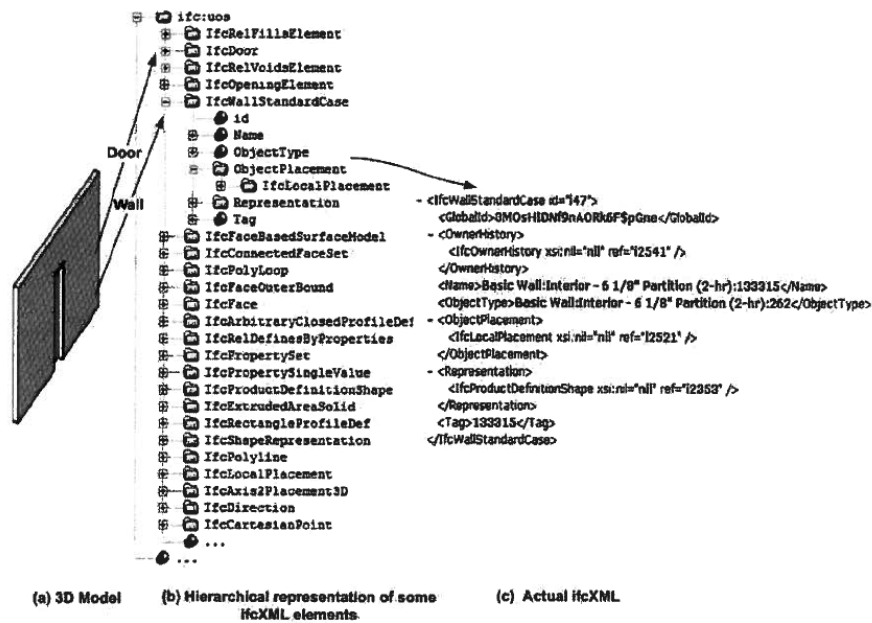 ifc:uos
IfcRelFillsElement
IfcDoor
IfcRelVoidsElement
IfcOpeningElement
IfcWallStandardCase
id
Name
ObjectType
ObjectPlacement
IfcLocalPlacement
Representation
Tag
IfcFaceBasedSurfaceModel
IfcConnectedFaceSet
IfcPolyLoop
IfcFaceOuterBound
IfcFace
IfcArbitraryClosedProfileDef
IfcRelDefinesByProperties
IfcPropertySet
IfcPropertySingleValue
IfcProductDefinitionShape
IfcExtrudedAreaSolid
IfcRectangleProfileDef
IfcShapeRepresentation
IfcPolyline
IfcLocalPlacement
IfcAxis2Placement3D
IfcDirection
IfcCartesianPoint
...
...
Door
Wall
- <IfcWallStandardCase id="i47">
- <OwnerHistory>
<IfcOwnerHistory xsi:nil="nil" ref="i2541" />
</OwnerHistory>
<Name>Basic Wall:Interior - 6 1/8" Partition (2-hr):133315</Name>
<ObjectType>Basic Wall:Interior - 6 1/8" Partition (2-hr):262</ObjectType>
- <ObjectPlacement>
<IfcLocalPlacement xsi:nil="nil" ref="i2521" />
</ObjectPlacement>
- <Representation>
<IfcProductDefinitionShape xsi:nil="nil" ref="i2353" />
</Representation>
<Tag>133315</Tag>
</IfcWallStandardCase>
(a) 3D Model
(b) Hierarchical representation of some
ifcXML elements
(c) Actual ifcXML